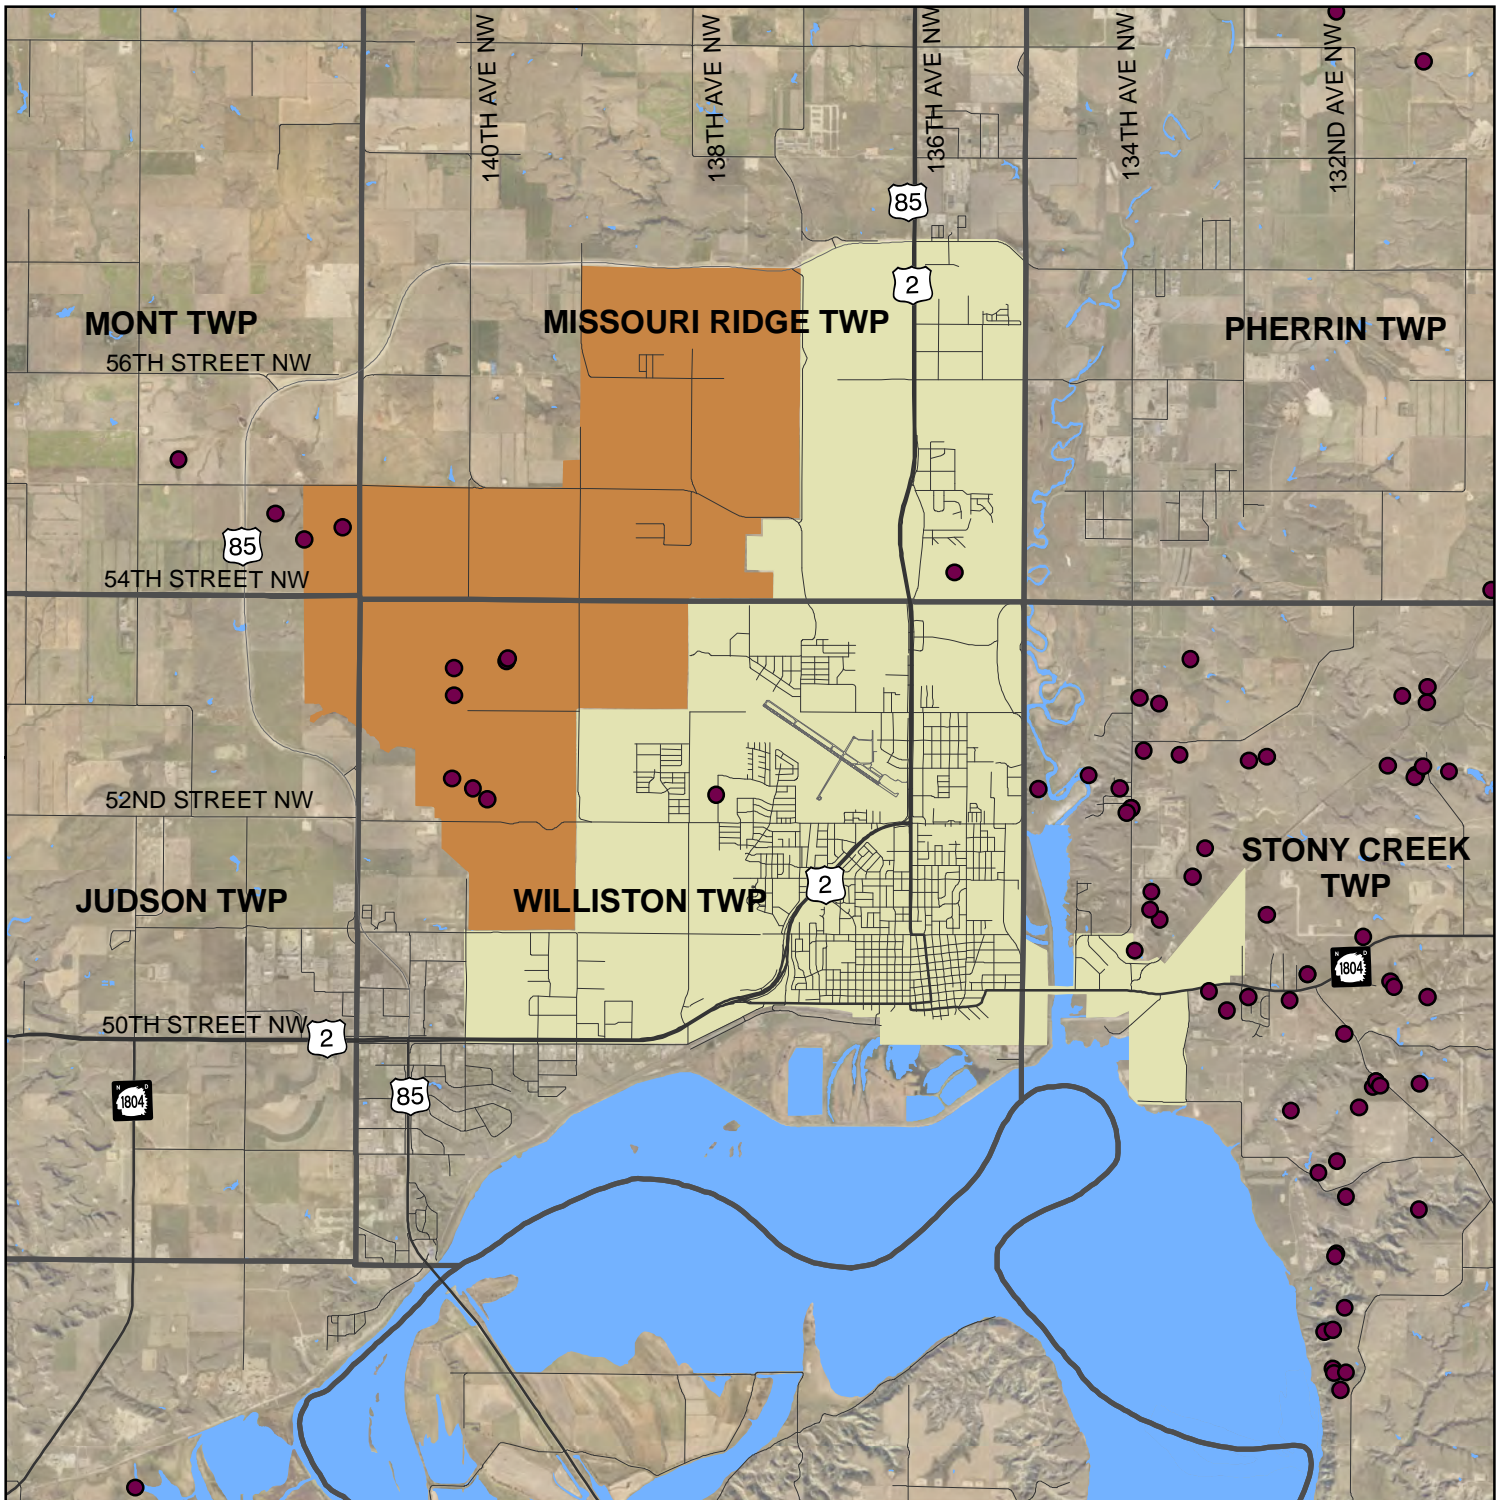 140TH AVE NW
138TH AVE NW
136TH AVE NW
134TH AVE NW
132ND AVE NW
85
2
MONT TWP
MISSOURI RIDGE TWP
PHERRIN TWP
56TH STREET NW
85
54TH STREET NW
52ND STREET NW
STONY CREEK
TWP
2
JUDSON TWP
WILLISTON TWP
1804
50TH STREET NW
2
85
N D
1804